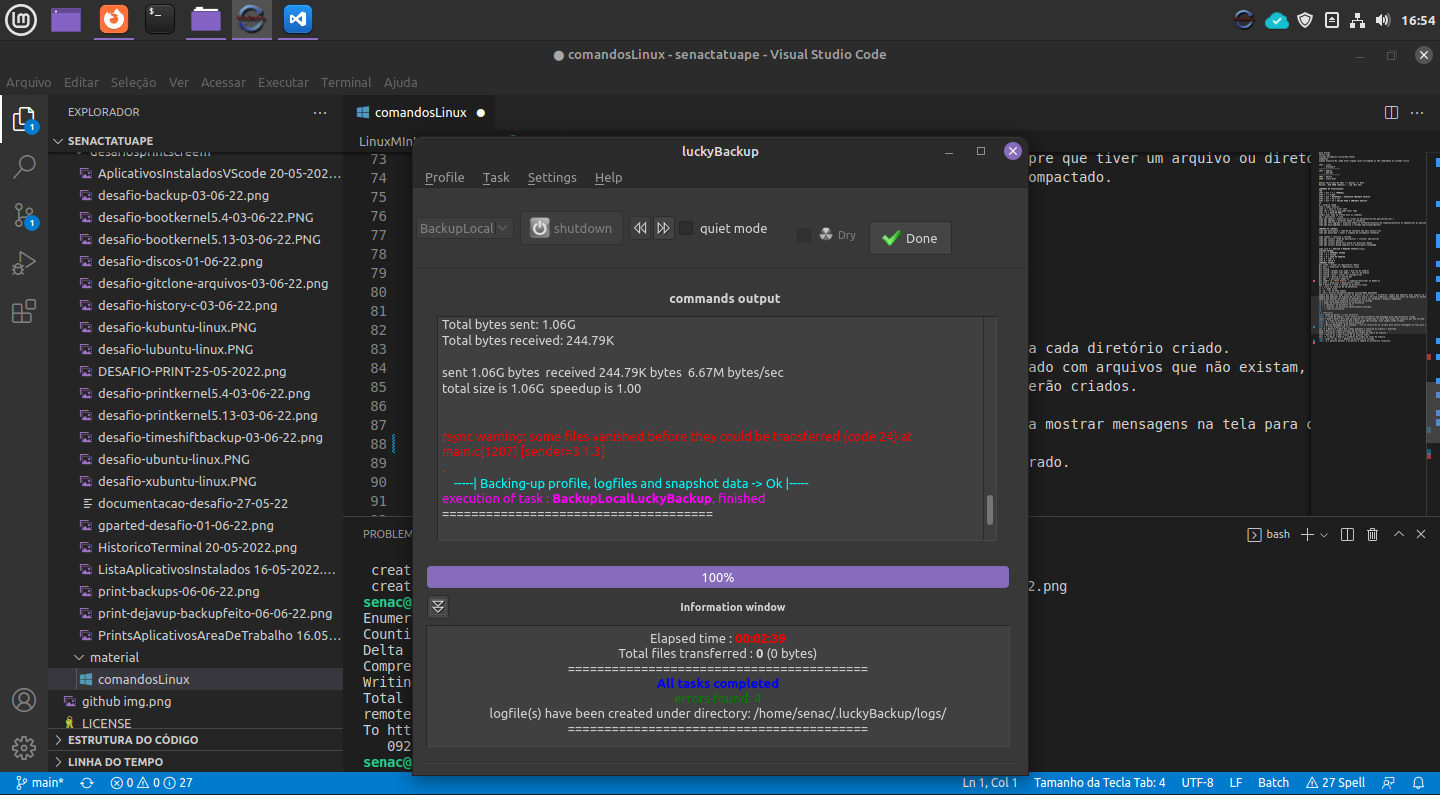 16:54
comandosLinux - senactatuape - Visual Studio Code
Arquivo Editar Seleção Ver Acessar Executar Terminal Ajuda
EXPLORADOR
SENACTATUAPE
AplicativosInstaladosVScode 20-05-202...
desafio-backup-03-06-22.png
desafio-bootkernel5.4-03-06-22.PNG
desafio-bootkernel5.13-03-06-22.PNG
desafio-discos-01-06-22.png
desafio-gitclone-arquivos-03-06-22.png
desafio-history-c-03-06-22.png
desafio-kubuntu-linux.PNG
desafio-lubuntu-linux.PNG
DESAFIO-PRINT-25-05-2022.png
desafio-printkernel5.4-03-06-22.png
desafio-printkernel5.13-03-06-22.png
desafio-timeshiftbackup-03-06-22.png
desafio-ubuntu-linux.PNG
desafio-xubuntu-linux.PNG
documentacao-desafio-27-05-22
gparted-desafio-01-06-22.png
HistoricoTerminal 20-05-2022.png
ListaAplicativosInstalados 16-05-2022....
print-backups-06-06-22.png
print-dejavup-backupfeito-06-06-22.png
PrintsAplicativosAreaDeTrabalho 16.05...
material
comandosLinux
github img.png
LICENSE
ESTRUTURA DO CÓDIGO
LINHA DO TEMPO
1
1
comandosLinux
LinuxMIn
73 pre que tiver um arquivo ou direto
74 ompactado.
75
76
77
78
79
80
81
82
83 a cada diretório criado.
84 ado com arquivos que não existam,
85 erão criados.
86
87 a mostrar mensagens na tela para
88
89 rado.
90
91
luckyBackup
Profile Task Settings Help
BackupLocal
shutdown
quiet mode
Dry
Done
commands output
Total bytes sent: 1.06G
Total bytes received: 244.79K
sent 1.06G bytes received 244.79K bytes 6.67M bytes/sec
total size is 1.06G speedup is 1.00
rsync warning: some files vanished before they could be transferred (code 24) at
main.c(1207) [sender=3.1.3]
-----| Backing-up profile, logfiles and snapshot data -> Ok |-----
execution of task : BackupLocalLuckyBackup, finished
=====================================
100%
Information window
Elapsed time : 00:02:39
Total files transferred : 0 (0 bytes)
=========================================
All tasks completed
logfile(s) have been created under directory: /home/senac/.luckyBackup/logs/
=========================================
PROBLEM
bash
creat
creat
2.png
senac@
Enumer
Counti
Delta
Compre
Writin
Total
remote
To htt
092
senac@
main*
0 0 27
Ln 1, Col 1 Tamanho da Tecla Tab: 4 UTF-8 LF Batch 27 Spell